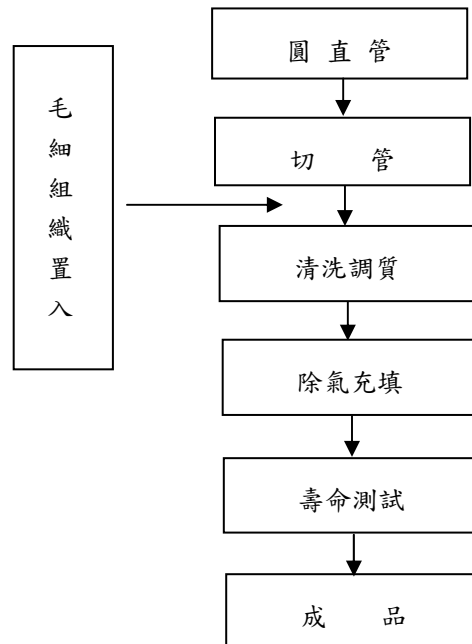 圓 直 管
毛細組織置入
切 管
清洗調質
除氣充填
壽命測試
成 品